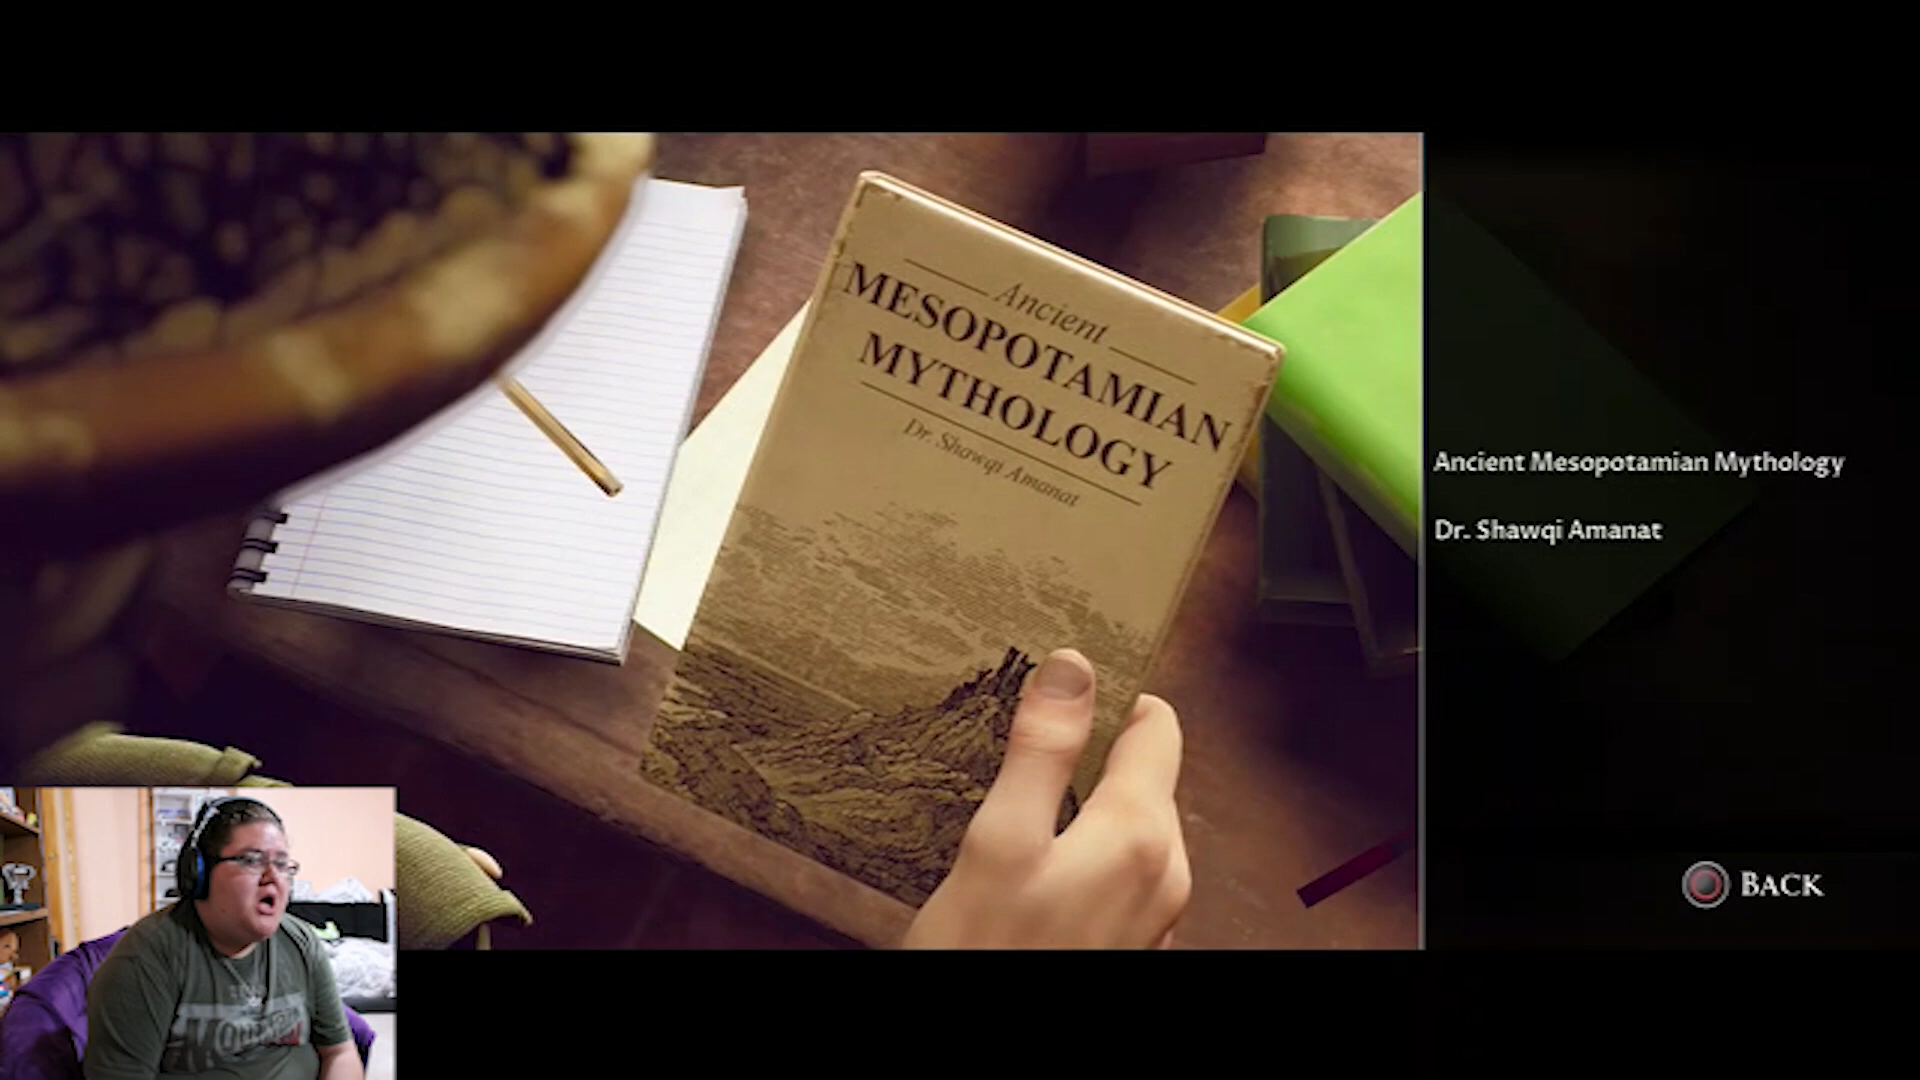 Ancient
MESOPOTAMIAN
MYTHOLOGY
Dr. Shawqi Amanat
Ancient Mesopotamian Mythology
Dr. Shawqi Amanat
BACK